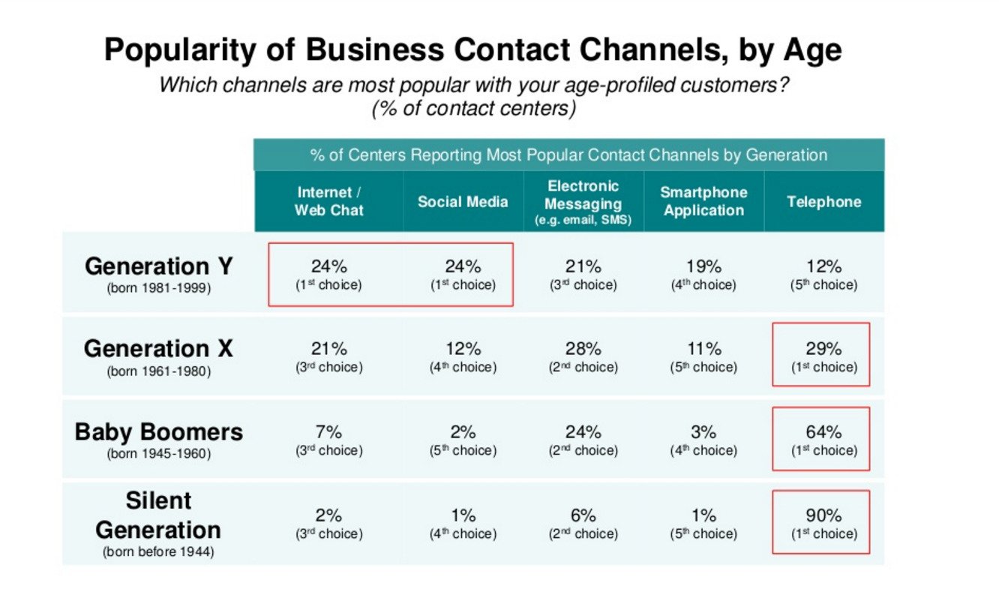 Popularity of Business Contact Channels, by Age
Which channels are most popular with your age-profiled customers?
(% of contact centers)
% of Centers Reporting Most Popular Contact Channels by Generation
Internet / Web Chat Social Media Electronic Messaging (e.g. email, SMS) Smartphone Application Telephone
Generation Y 24% 24% 21% 19% 12%
(born 1981-1999) (1st choice) (1st choice) (3rd choice) (4th choice) (5th choice)
Generation X 21% 12% 28% 11% 29%
(born 1961-1980) (3rd choice) (4th choice) (2nd choice) (5th choice) (1st choice)
Baby Boomers 7% 2% 24% 3% 64%
(born 1945-1960) (3rd choice) (5th choice) (2nd choice) (4th choice) (1st choice)
Silent
Generation 2% 1% 6% 1% 90%
(born before 1944) (3rd choice) (4th choice) (2nd choice) (5th choice) (1st choice)